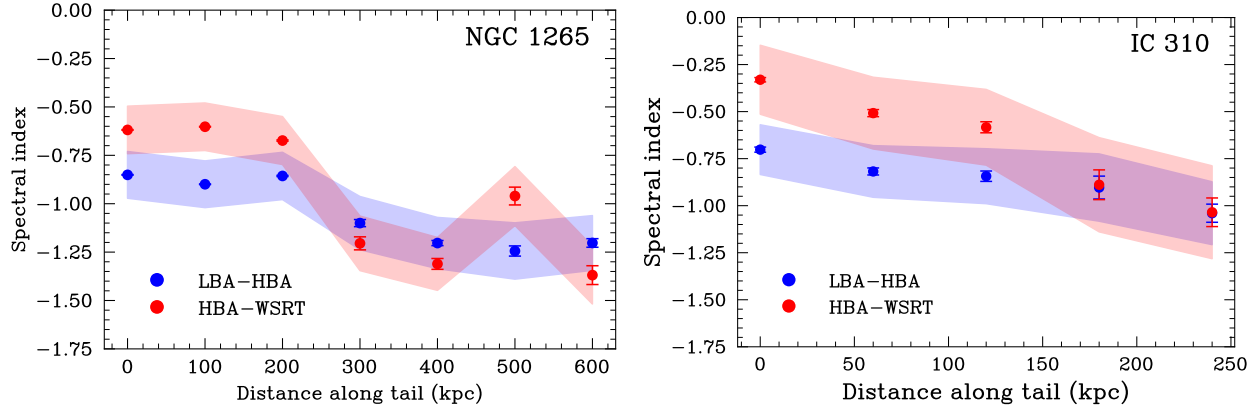 NGC 1265
Spectral index
0.00
−0.25
−0.50
−0.75
−1.00
−1.25
−1.50
−1.75
LBA−HBA
HBA−WSRT
0 100 200 300 400 500 600
Distance along tail (kpc)
IC 310
Spectral index
0.00
−0.25
−0.50
−0.75
−1.00
−1.25
−1.50
−1.75
LBA−HBA
HBA−WSRT
0 50 100 150 200 250
Distance along tail (kpc)